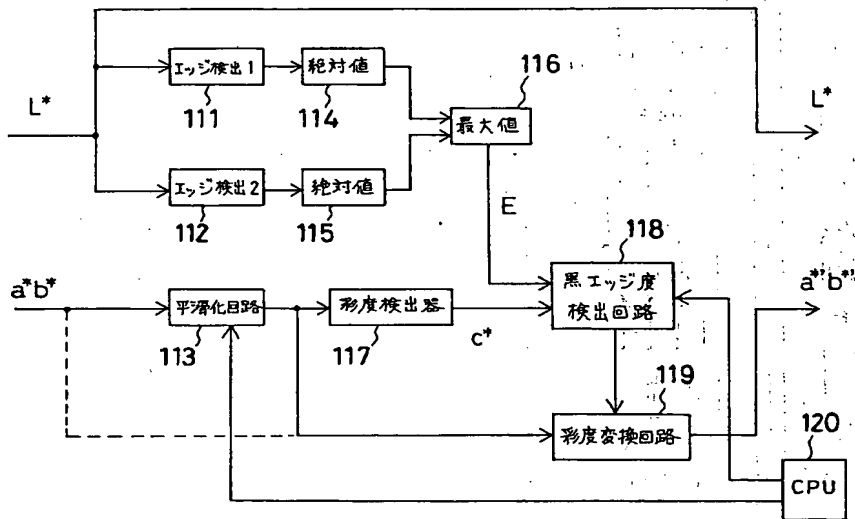 L*
エッジ検出1
111
絶対値
114
最大値
116
L*
エッジ検出2
112
絶対値
115
E
a*b*
平滑化回路
113
彩度検出器
117
c*
黒エッジ度
検出回路
118
a*'b*'
彩度変換回路
119
CPU
120